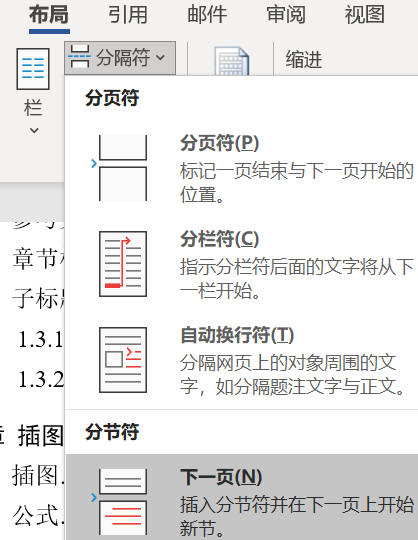 布局 引用 邮件 审阅 视图
分隔符
缩进
栏
分页符
分页符(P)
标记一页结束与下一页开始的
位置。
分栏符(C)
指示分栏符后面的文字将从下
一栏开始。
自动换行符(T)
分隔网页上的对象周围的文
字，如分隔题注文字与正文。
分节符
下一页(N)
插入分节符并在下一页上开始
新节。
章节
子标题
1.3.1
1.3.2
章 插图
插图.
公式.